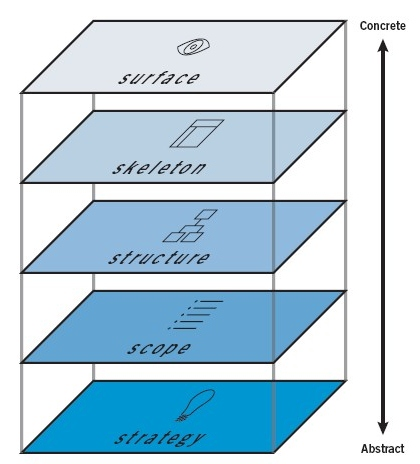 Concrete
surface
skeleton
structure
scope
strategy
Abstract